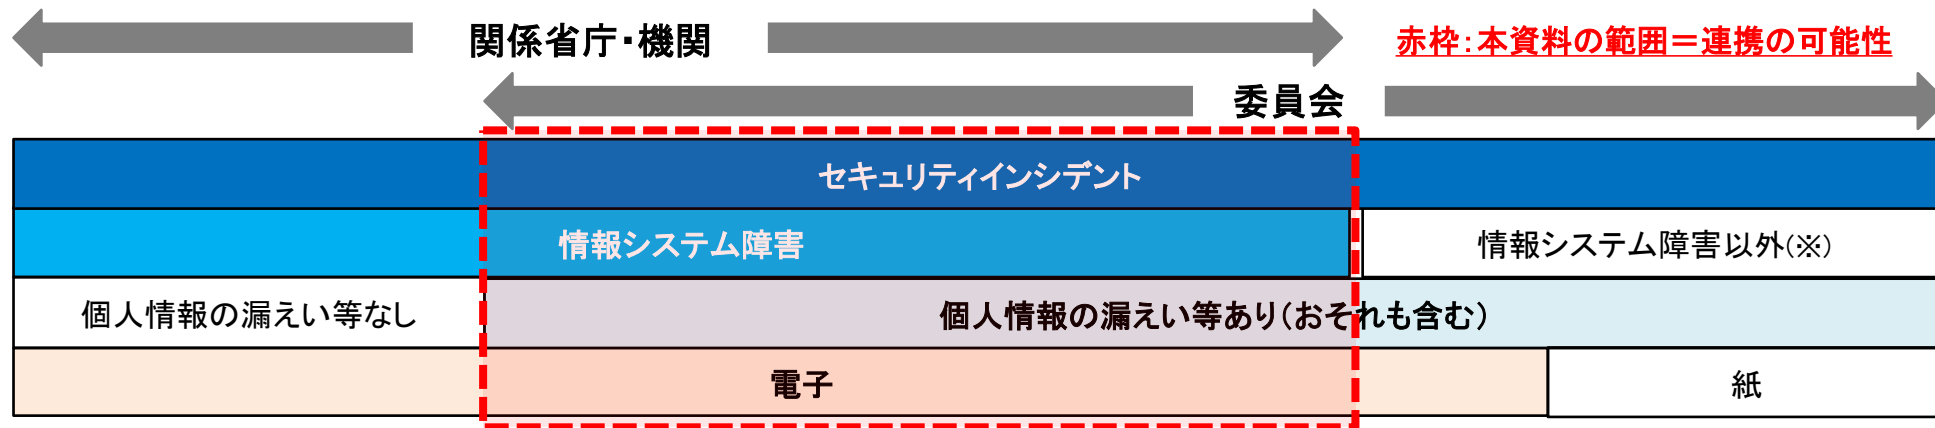 関係省庁・機関
赤枠：本資料の範囲＝連携の可能性
委員会
セキュリティインシデント
情報システム障害
情報システム障害以外(※)
個人情報の漏えい等なし
個人情報の漏えい等あり（おそれも含む）
電子
紙